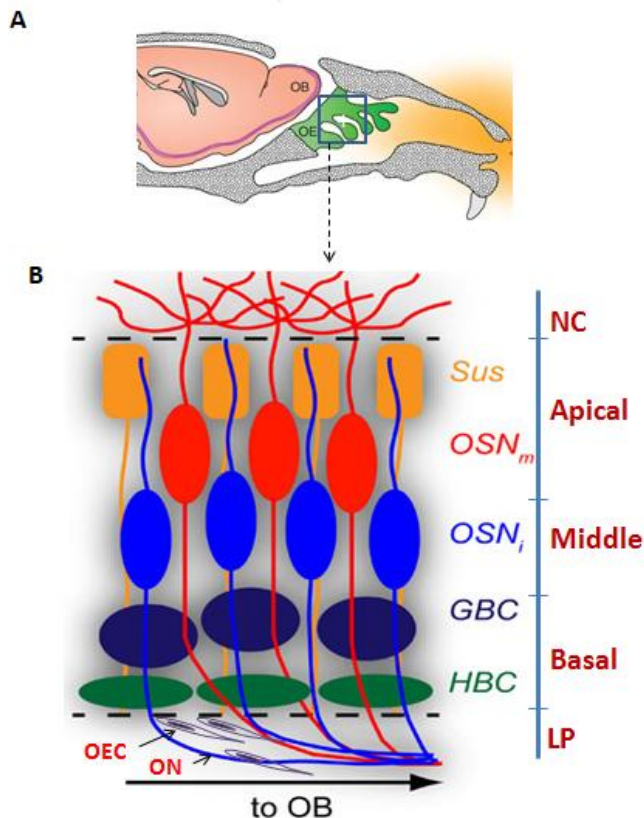 A
OB
OE
B
NC
Sus
Apical
OSNm
OSNi
Middle
GBC
Basal
HBC
LP
OEC
ON
to OB